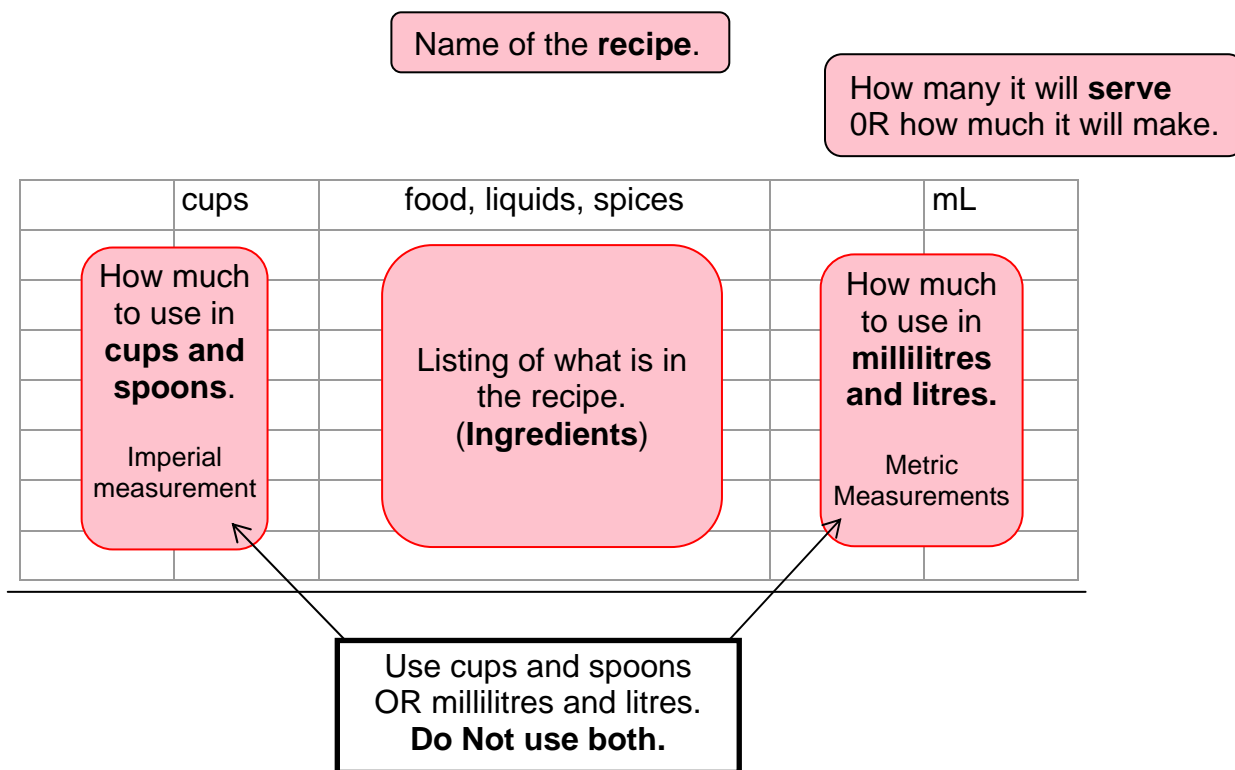 Name of the recipe.
How many it will serve
0R how much it will make.
cups
food, liquids, spices
mL
How much
to use in
cups and
spoons.
Imperial
measurement
Listing of what is in
the recipe.
(Ingredients)
How much
to use in
millilitres
and litres.
Metric
Measurements
Use cups and spoons
OR millilitres and litres.
Do Not use both.